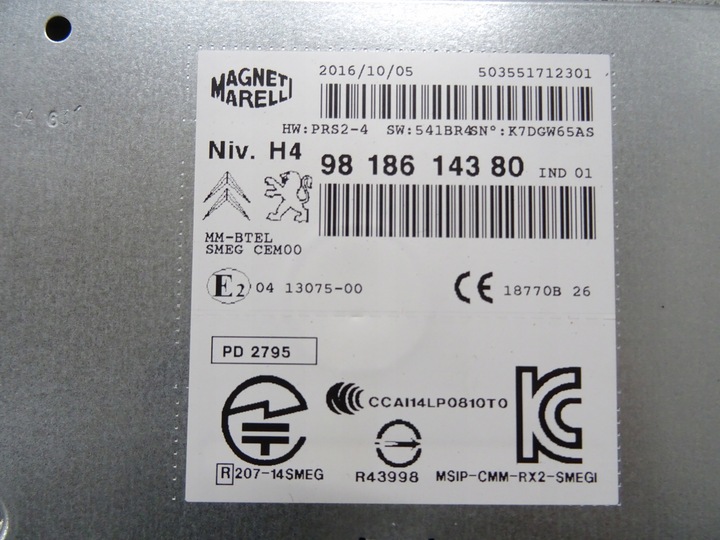 MAGNETI MARELLI
2016/10/05 503551712301
HW:PRS2-4 SW:541BR4SN°:K7DGW65AS
Niv. H4 98 186 143 80 IND 01
MM-BTEL
SMEG CEM00
E2 04 13075-00 CE 18770B 26
PD 2795
CCAI14LP0810T0
R 207-14SMEG R43998 MSIP-CMM-RX2-SMEGI